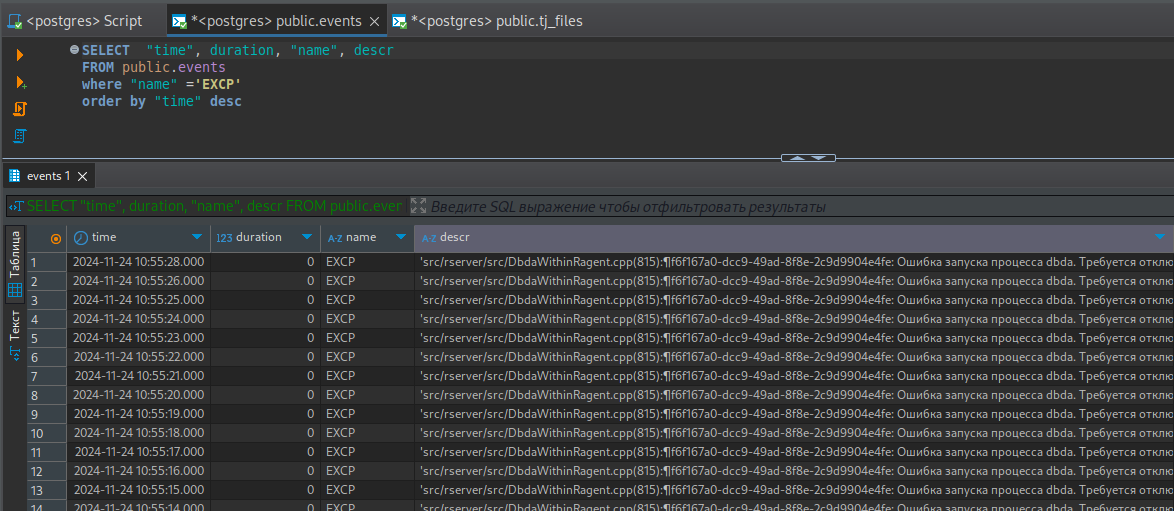 <postgres> Script
*<postgres> public.events
*<postgres> public.tj_files
SELECT "time", duration, "name", descr
FROM public.events
where "name" ='EXCP'
order by "time" desc
events 1
SELECT "time", duration, "name", descr FROM public.ever
Введите SQL выражение чтобы отфильтровать результаты
Таблица
Текст
time 123 duration A-Z name A-Z descr
1 2024-11-24 10:55:28.000 0 EXCP 'src/rserver/src/DbdaWithinRagent.cpp(815):¶f6f167a0-dcc9-49ad-8f8e-2c9d9904e4fe: Ошибка запуска процесса dbda. Требуется отклю
2 2024-11-24 10:55:26.000 0 EXCP 'src/rserver/src/DbdaWithinRagent.cpp(815):¶f6f167a0-dcc9-49ad-8f8e-2c9d9904e4fe: Ошибка запуска процесса dbda. Требуется отклю
3 2024-11-24 10:55:25.000 0 EXCP 'src/rserver/src/DbdaWithinRagent.cpp(815):¶f6f167a0-dcc9-49ad-8f8e-2c9d9904e4fe: Ошибка запуска процесса dbda. Требуется отклю
4 2024-11-24 10:55:24.000 0 EXCP 'src/rserver/src/DbdaWithinRagent.cpp(815):¶f6f167a0-dcc9-49ad-8f8e-2c9d9904e4fe: Ошибка запуска процесса dbda. Требуется отклю
5 2024-11-24 10:55:23.000 0 EXCP 'src/rserver/src/DbdaWithinRagent.cpp(815):¶f6f167a0-dcc9-49ad-8f8e-2c9d9904e4fe: Ошибка запуска процесса dbda. Требуется отклю
6 2024-11-24 10:55:22.000 0 EXCP 'src/rserver/src/DbdaWithinRagent.cpp(815):¶f6f167a0-dcc9-49ad-8f8e-2c9d9904e4fe: Ошибка запуска процесса dbda. Требуется отклю
7 2024-11-24 10:55:21.000 0 EXCP 'src/rserver/src/DbdaWithinRagent.cpp(815):¶f6f167a0-dcc9-49ad-8f8e-2c9d9904e4fe: Ошибка запуска процесса dbda. Требуется отклю
8 2024-11-24 10:55:20.000 0 EXCP 'src/rserver/src/DbdaWithinRagent.cpp(815):¶f6f167a0-dcc9-49ad-8f8e-2c9d9904e4fe: Ошибка запуска процесса dbda. Требуется отклю
9 2024-11-24 10:55:19.000 0 EXCP 'src/rserver/src/DbdaWithinRagent.cpp(815):¶f6f167a0-dcc9-49ad-8f8e-2c9d9904e4fe: Ошибка запуска процесса dbda. Требуется отклю
10 2024-11-24 10:55:18.000 0 EXCP 'src/rserver/src/DbdaWithinRagent.cpp(815):¶f6f167a0-dcc9-49ad-8f8e-2c9d9904e4fe: Ошибка запуска процесса dbda. Требуется отклю
11 2024-11-24 10:55:17.000 0 EXCP 'src/rserver/src/DbdaWithinRagent.cpp(815):¶f6f167a0-dcc9-49ad-8f8e-2c9d9904e4fe: Ошибка запуска процесса dbda. Требуется отклю
12 2024-11-24 10:55:16.000 0 EXCP 'src/rserver/src/DbdaWithinRagent.cpp(815):¶f6f167a0-dcc9-49ad-8f8e-2c9d9904e4fe: Ошибка запуска процесса dbda. Требуется отклю
13 2024-11-24 10:55:15.000 0 EXCP 'src/rserver/src/DbdaWithinRagent.cpp(815):¶f6f167a0-dcc9-49ad-8f8e-2c9d9904e4fe: Ошибка запуска процесса dbda. Требуется отклю
14 2024-11-24 10:55:14.000 0 EXCP